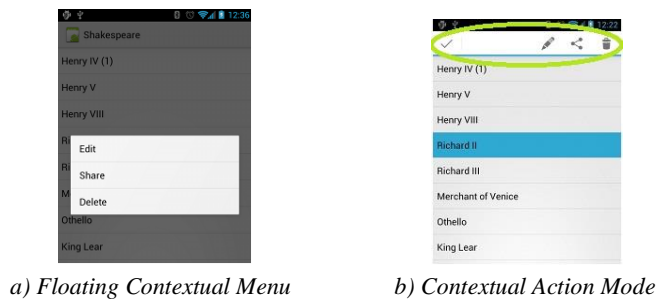 12:36
Shakespeare
Henry IV (1)
Henry V
Henry VIII
Ri
Edit
Ri
Share
M
Delete
Othello
King Lear
a) Floating Contextual Menu
12:22
Henry IV (1)
Henry V
Henry VIII
Richard II
Richard III
Merchant of Venice
Othello
King Lear
b) Contextual Action Mode